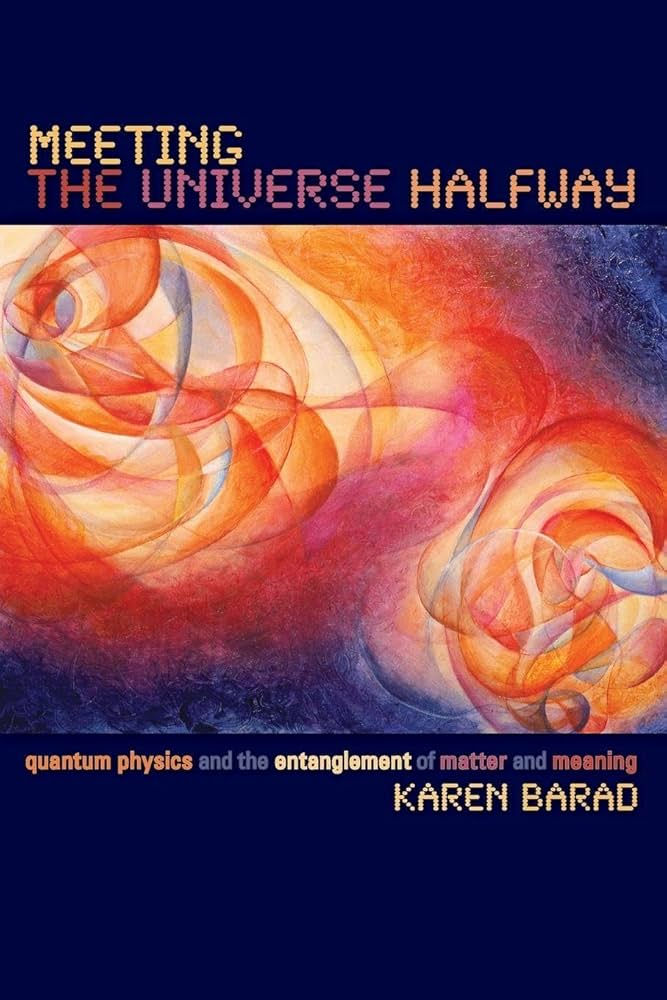 MEETING
THE UNIVERSE HALFWAY
quantum physics and the entanglement of matter and meaning
KAREN BARAD